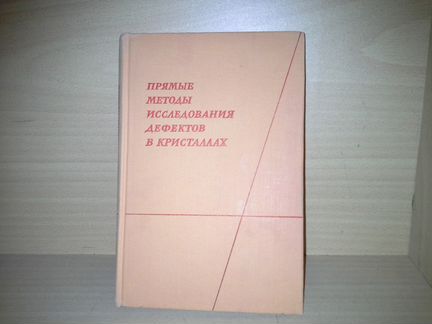 ПРЯМЫЕ
МЕТОДЫ
ИССЛЕДОВАНИЯ
ДЕФЕКТОВ
В КРИСТАЛЛАХ